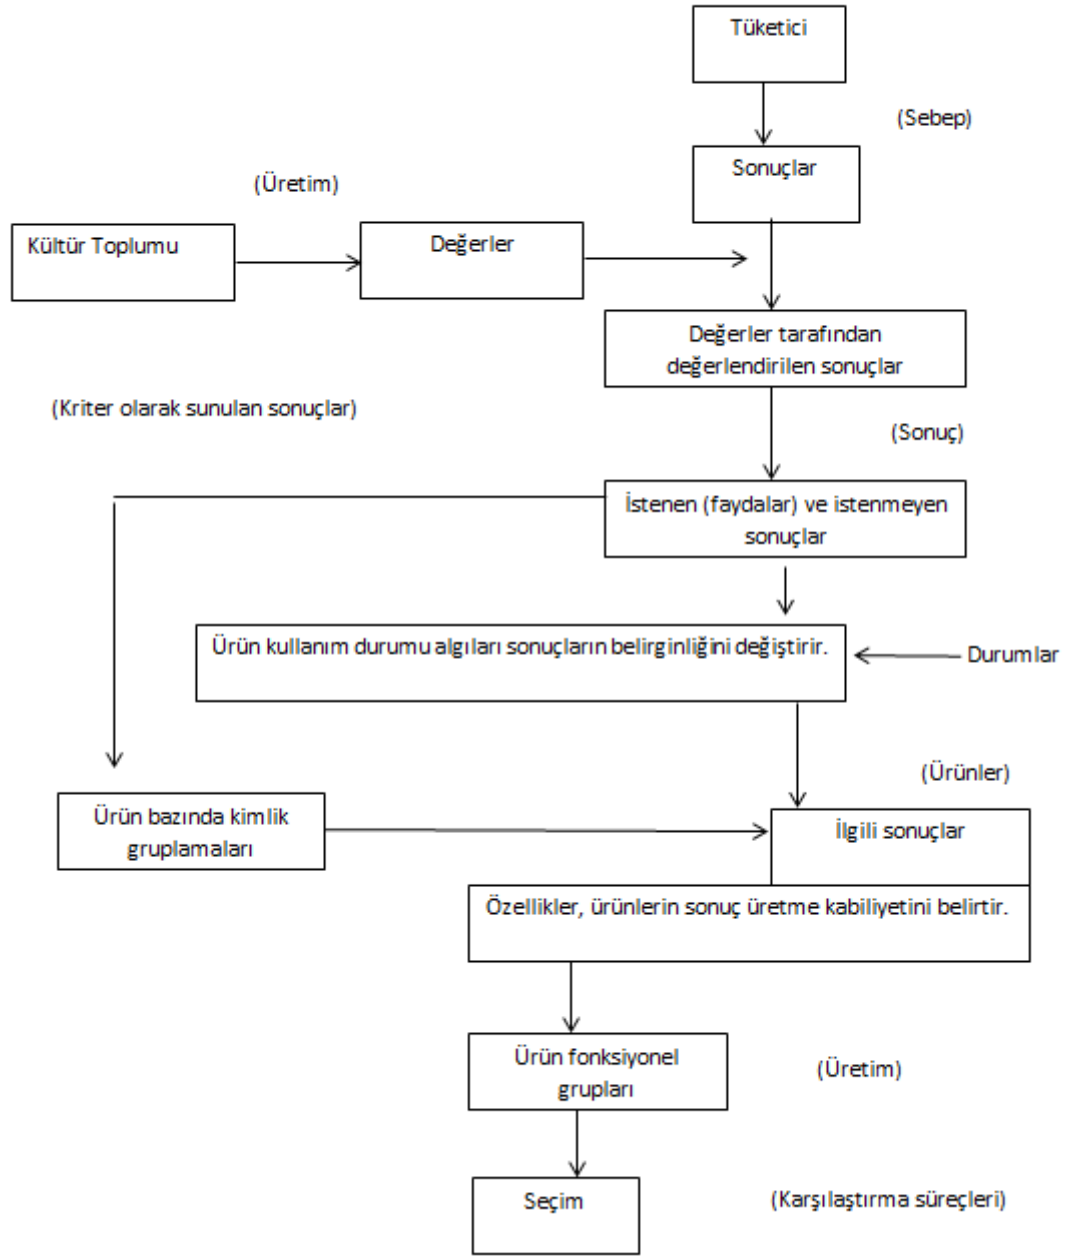 Tüketici
(Sebep)
Sonuçlar
(Üretim)
Kültür Toplumu
Değerler
Değerler tarafından
değerlendirilen sonuçlar
(Kriter olarak sunulan sonuçlar)
(Sonuç)
İstenen (faydalar) ve istenmeyen
sonuçlar
Ürün kullanım durumu algıları sonuçların belirginliğini değiştirir.
Durumlar
(Ürünler)
Ürün bazında kimlik
gruplamaları
İlgili sonuçlar
Özellikler, ürünlerin sonuç üretme kabiliyetini belirtir.
Ürün fonksiyonel
grupları
(Üretim)
Seçim
(Karşılaştırma süreçleri)